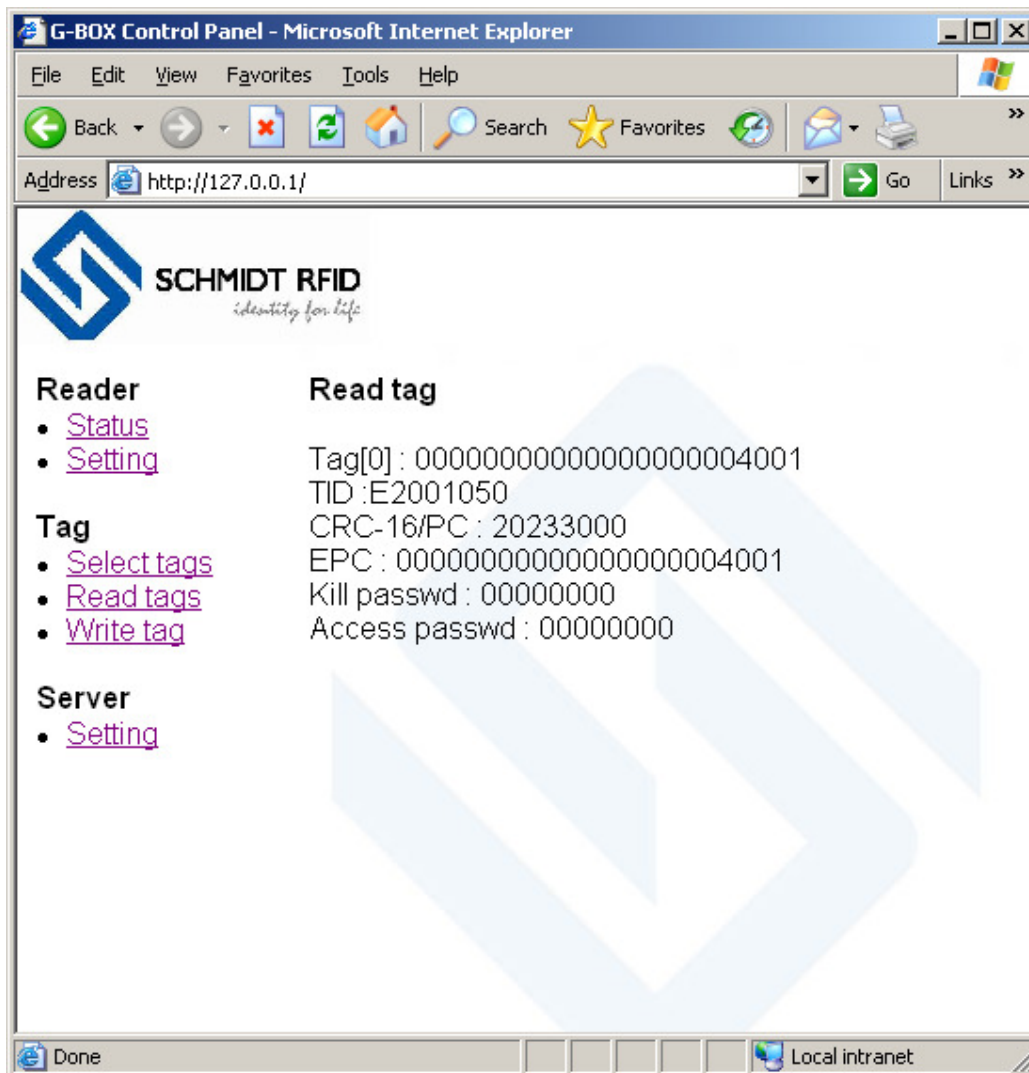 G-BOX Control Panel - Microsoft Internet Explorer
File Edit View Favorites Tools Help
Back Search Favorites »
Address http://127.0.0.1/ Go Links »
SCHMIDT RFID
identity for life
Reader
• Status
• Setting
Tag
• Select tags
• Read tags
• Write tag
Server
• Setting
Read tag
Tag[0] : 000000000000000000004001
TID :E2001050
CRC-16/PC : 20233000
EPC : 000000000000000000004001
Kill passwd : 00000000
Access passwd : 00000000
Done Local intranet